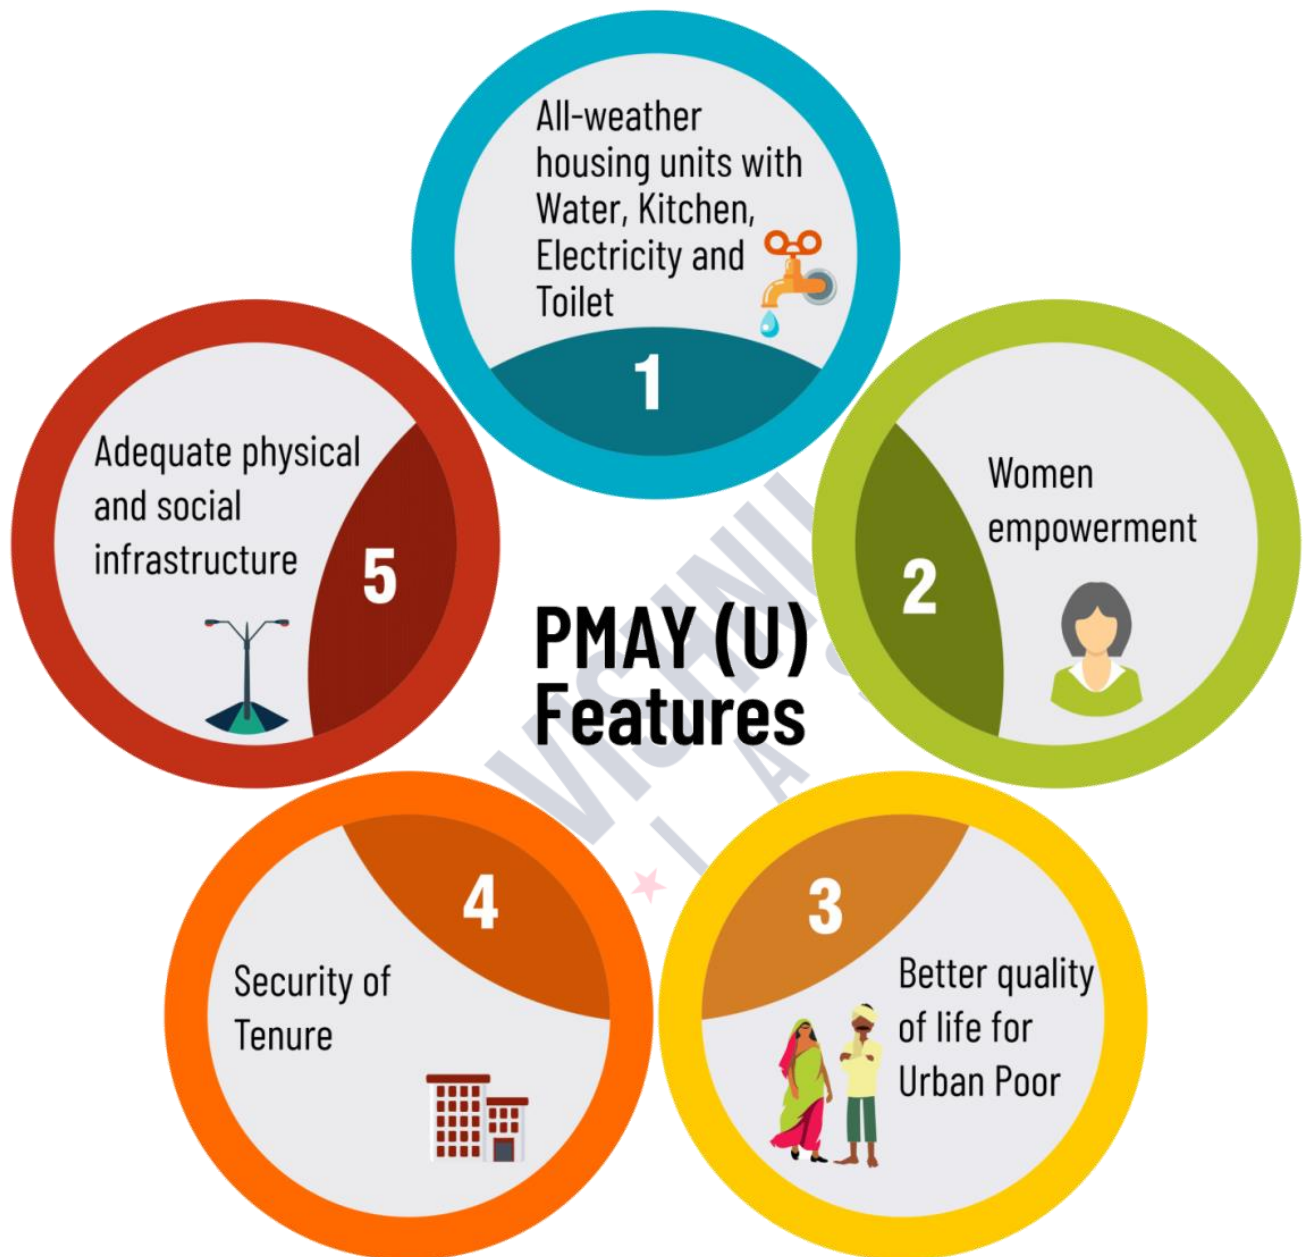 All-weather
housing units with
Water, Kitchen,
Electricity and
Toilet
1
Women
empowerment
2
3
Better quality
of life for
Urban Poor
4
Security of
Tenure
Adequate physical
and social
infrastructure
5
PMAY (U)
Features